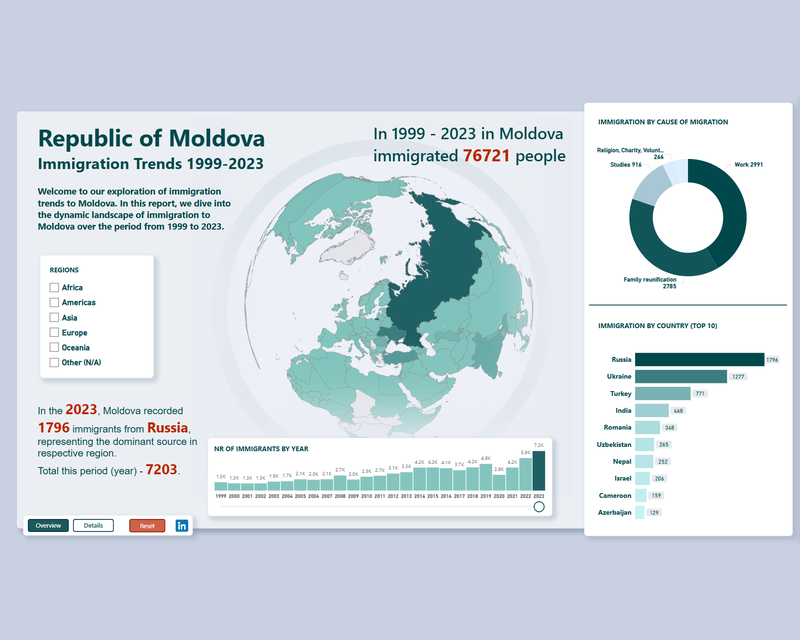 Republic of Moldova
Immigration Trends 1999-2023
Welcome to our exploration of immigration
trends to Moldova. In this report, we dive into
the dynamic landscape of immigration to
Moldova over the period from 1999 to 2023.
In 1999 - 2023 in Moldova
immigrated 76721 people
REGIONS
Africa
Americas
Asia
Europe
Oceania
Other (N/A)
In the 2023, Moldova recorded
1796 immigrants from Russia,
representing the dominant source in
respective region.
Total this period (year) - 7203.
NR OF IMMIGRANTS BY YEAR
1.5K 1.3K 1.3K 1.3K 1.8K 1.7K 2.1K 2.0K 2.1K 2.7K 2.0K 2.5K 2.7K 3.1K 3.3K 4.2K 4.2K 4.1K 3.7K 4.2K 4.8K 2.9K 4.2K 5.8K 7.2K
1999 2000 2001 2002 2003 2004 2005 2006 2007 2008 2009 2010 2011 2012 2013 2014 2015 2016 2017 2018 2019 2020 2021 2022 2023
Overview Details Reset in
IMMIGRATION BY CAUSE OF MIGRATION
Religion, Charity, Volunt...
266
Studies 916
Work 2991
Family reunification
2785
IMMIGRATION BY COUNTRY (TOP 10)
Russia 1796
Ukraine 1277
Turkey 771
India 468
Romania 348
Uzbekistan 265
Nepal 252
Israel 206
Cameroon 159
Azerbaijan 129